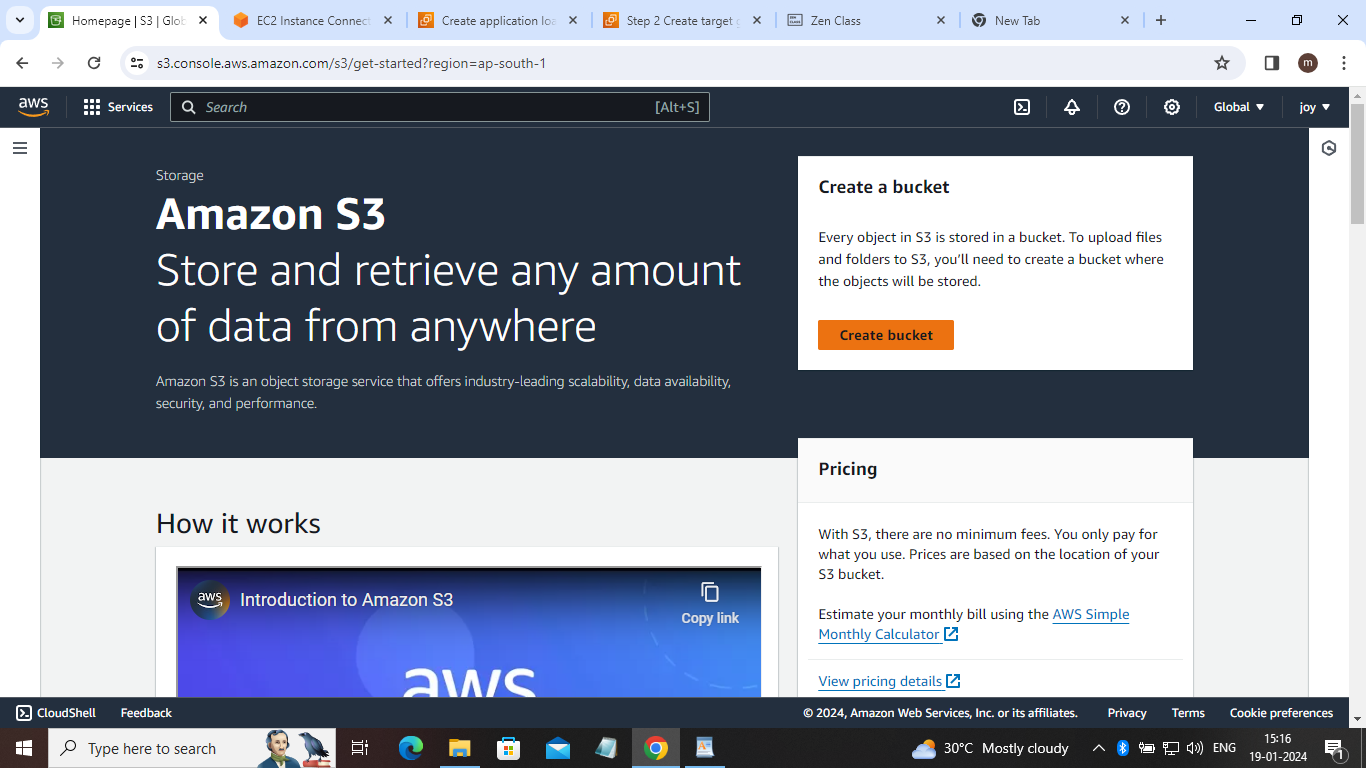 Homepage | S3 | Glob
EC2 Instance Connect
Create application loa
Step 2 Create target g
Zen Class
New Tab
s3.console.aws.amazon.com/s3/get-started?region=ap-south-1
m
aws
Services
Search
[Alt+S]
Global
joy
Storage
Amazon S3
Store and retrieve any amount
of data from anywhere
Amazon S3 is an object storage service that offers industry-leading scalability, data availability,
security, and performance.
Create a bucket
Every object in S3 is stored in a bucket. To upload files
and folders to S3, you’ll need to create a bucket where
the objects will be stored.
Create bucket
How it works
aws
Introduction to Amazon S3
Copy link
aws
Pricing
With S3, there are no minimum fees. You only pay for
what you use. Prices are based on the location of your
S3 bucket.
Estimate your monthly bill using the AWS Simple
Monthly Calculator
View pricing details
CloudShell
Feedback
© 2024, Amazon Web Services, Inc. or its affiliates.
Privacy
Terms
Cookie preferences
Type here to search
30°C Mostly cloudy
ENG
15:16
19-01-2024
1